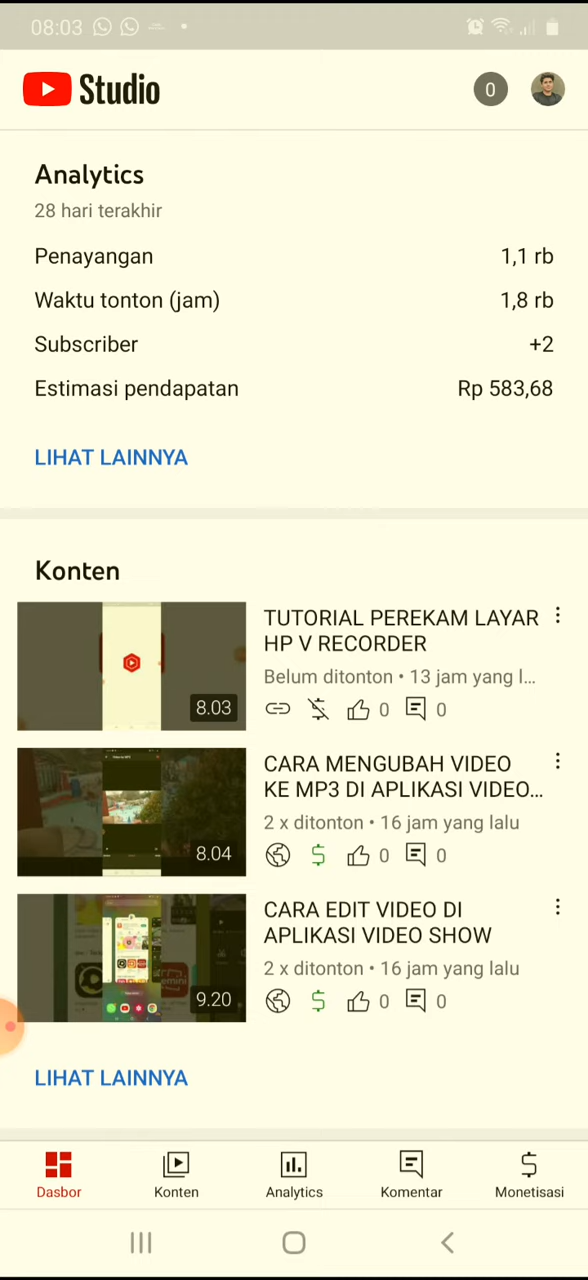 08:03
Studio
0
Analytics
28 hari terakhir
Penayangan 1,1 rb
Waktu tonton (jam) 1,8 rb
Subscriber +2
Estimasi pendapatan Rp 583,68
LIHAT LAINNYA
Konten
TUTORIAL PEREKAM LAYAR
HP V RECORDER
Belum ditonton • 13 jam yang l...
8.03
0 0
CARA MENGUBAH VIDEO
KE MP3 DI APLIKASI VIDEO...
2 x ditonton • 16 jam yang lalu
8.04
0 0
CARA EDIT VIDEO DI
APLIKASI VIDEO SHOW
2 x ditonton • 16 jam yang lalu
9.20
0 0
LIHAT LAINNYA
Dasbor Konten Analytics Komentar Monetisasi